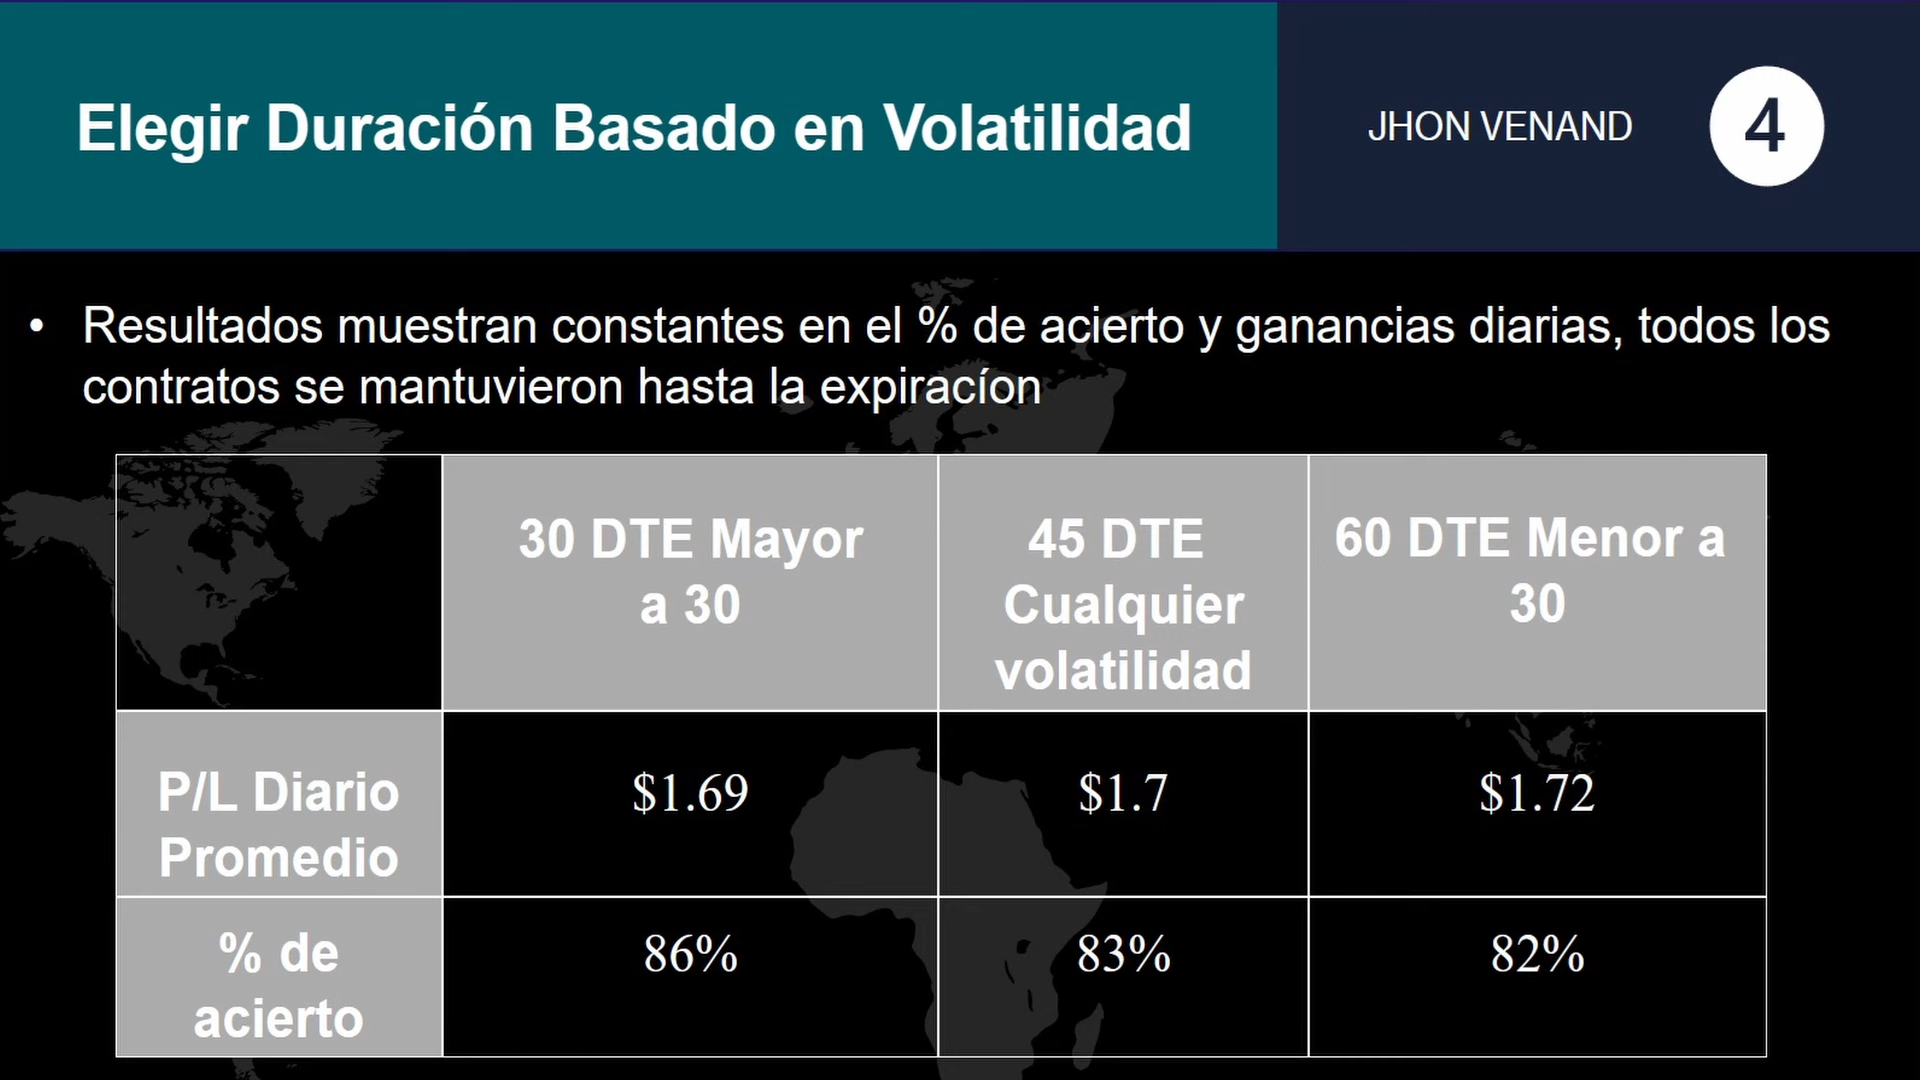 Elegir Duración Basado en Volatilidad
JHON VENAND
4
• Resultados muestran constantes en el % de acierto y ganancias diarias, todos los
contratos se mantuvieron hasta la expiracíon
30 DTE Mayor
a 30
45 DTE
Cualquier
volatilidad
60 DTE Menor a
30
P/L Diario
Promedio
$1.69
$1.7
$1.72
% de
acierto
86%
83%
82%